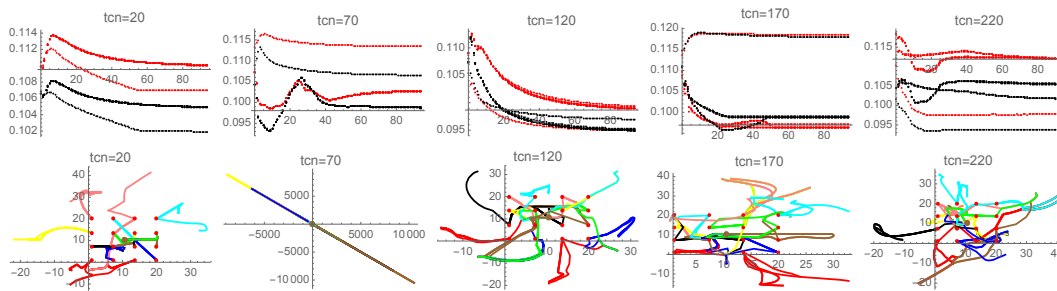 tcn=20 tcn=70 tcn=120 tcn=170 tcn=220
0.114 0.112 0.110 0.108 0.106 0.104 0.102 20 40 60 80
0.115 0.110 0.105 0.100 0.095 20 40 60 80
0.110 0.105 0.100 0.095 20 40 60 80
0.120 0.115 0.110 0.105 0.100 20 40 60 80
0.115 0.110 0.105 0.100 0.095 20 40 60 80
tcn=20 tcn=70 tcn=120 tcn=170 tcn=220
40 30 20 10 -10 -20 -10 10 20 30
5000 -5000 -10000 -5000 5000 10000
20 10 -10 -20 -10 10 20 30
40 30 20 10 -10 5 10 15 20 25 30
30 20 10 -10 -20 -20 -10 10 20 30 40